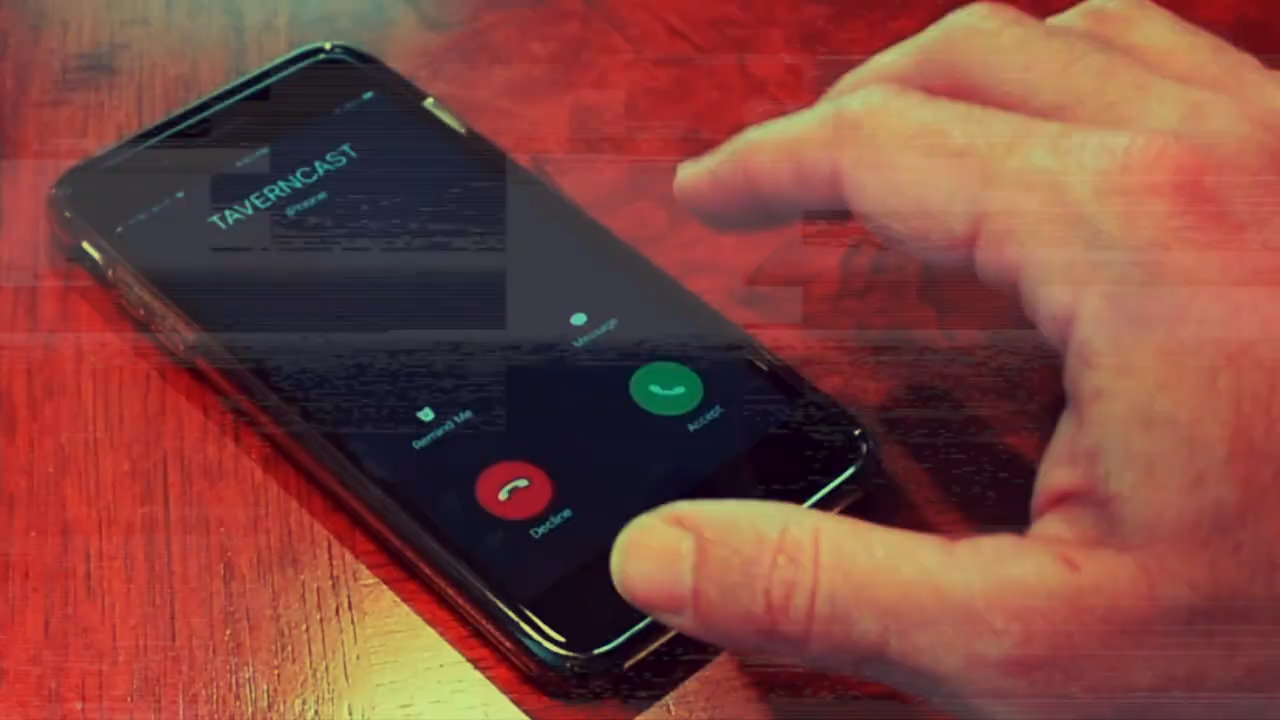 TAVERNCAST
iPhone
Message
Remind Me
Accept
Decline